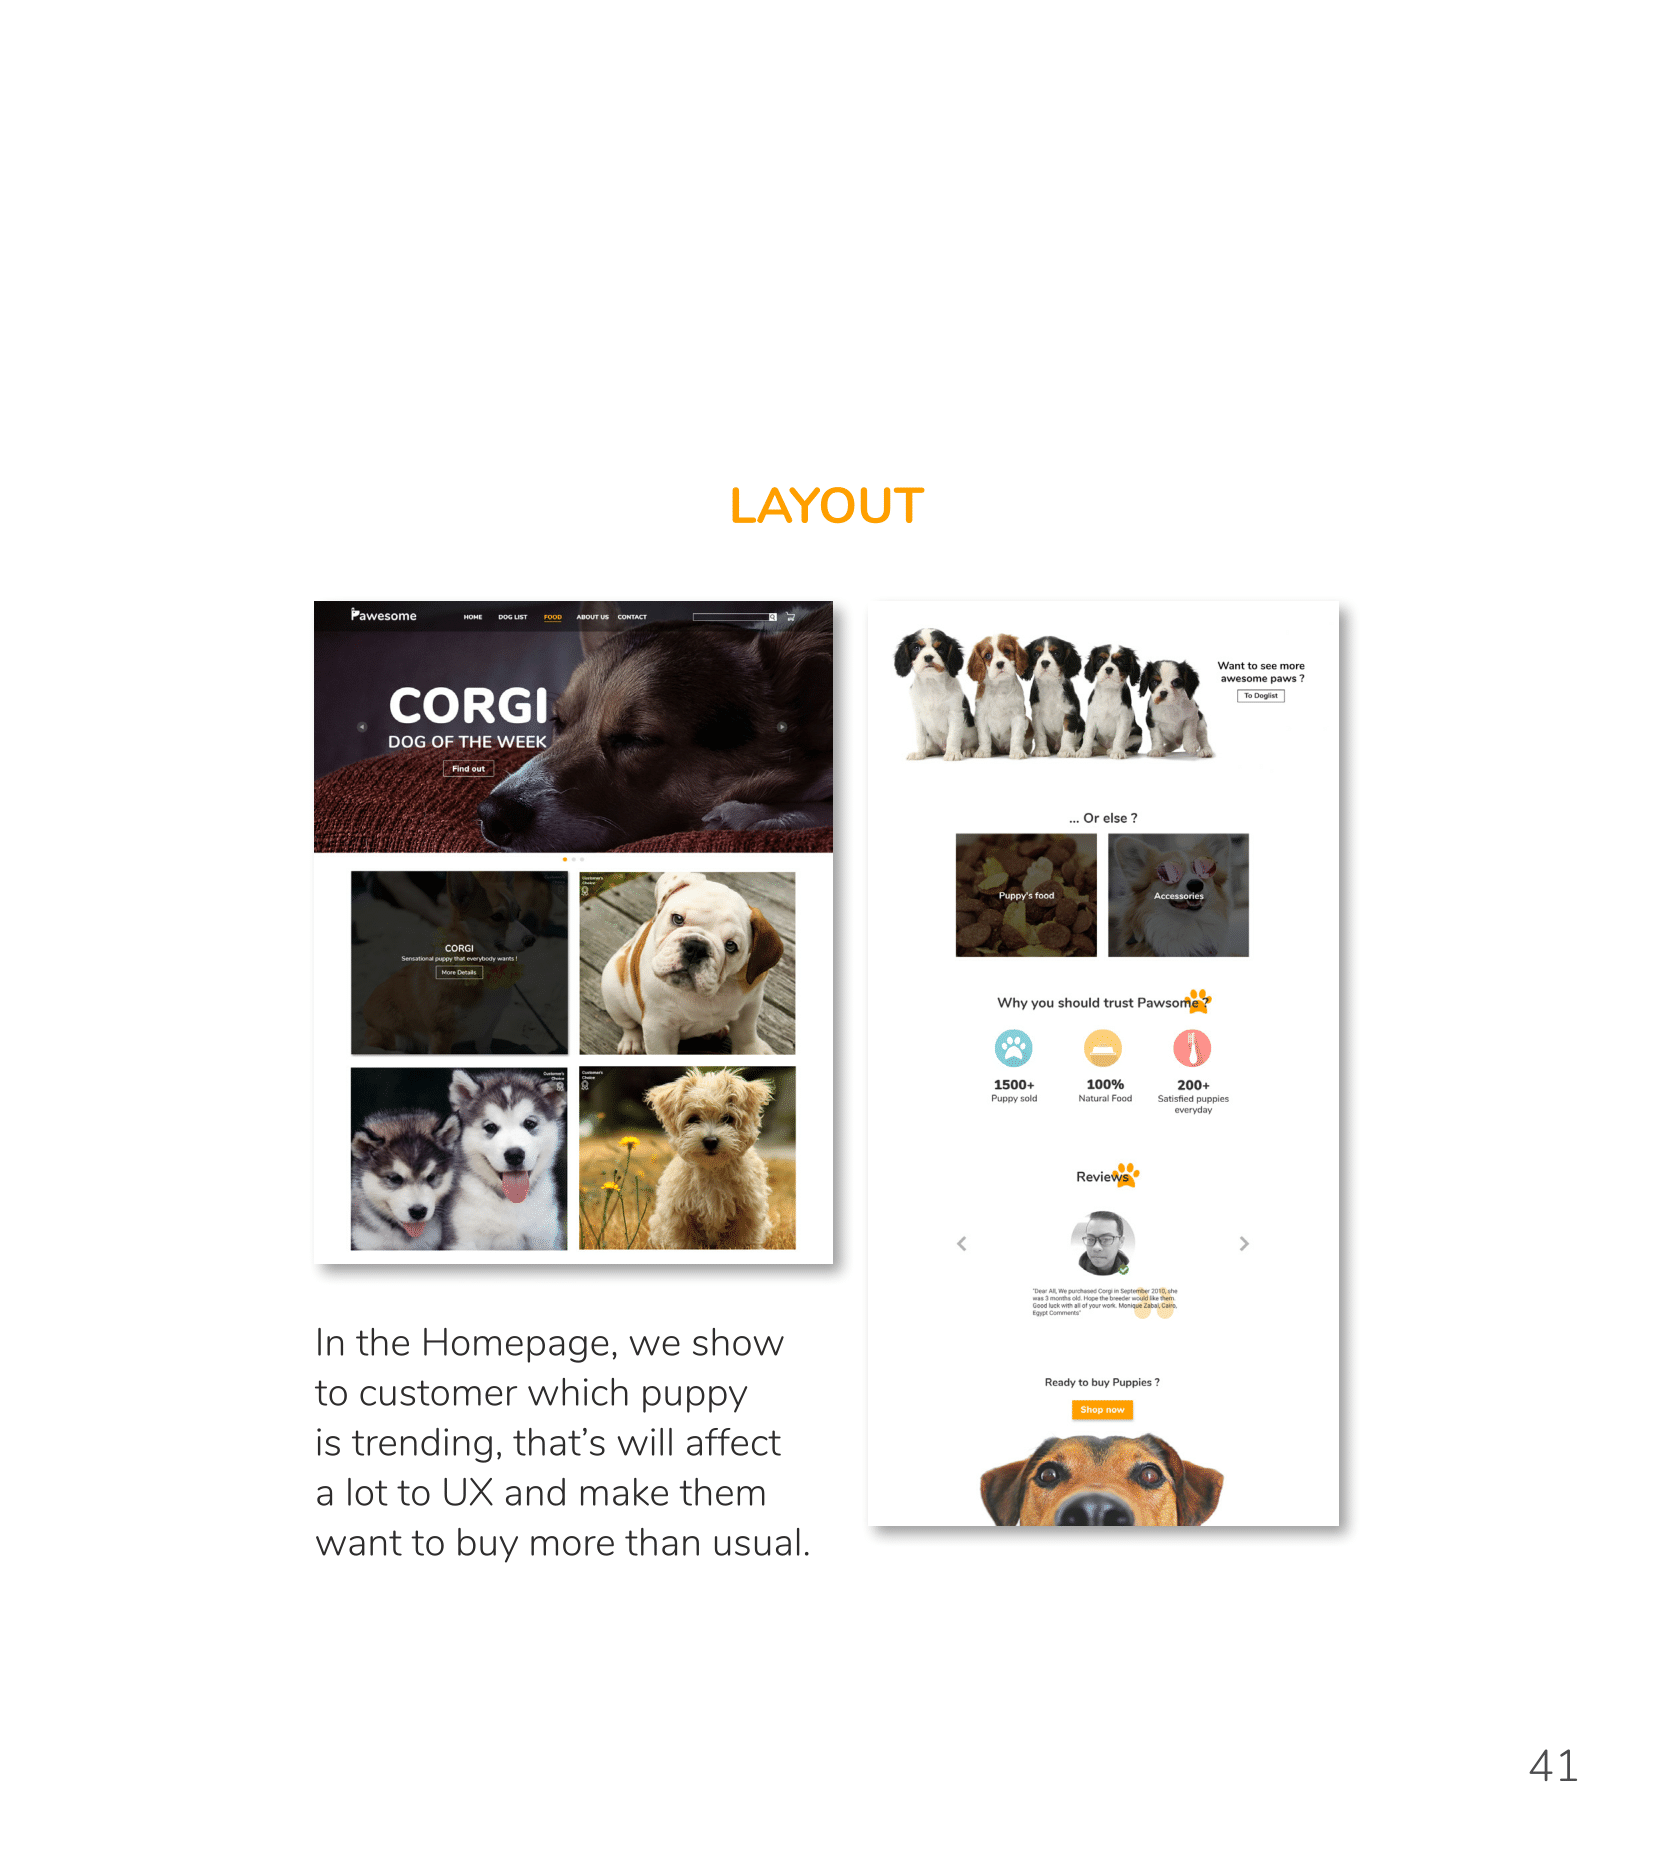 LAYOUT
Pawesome
HOME DOG LIST FOOD ABOUT US CONTACT
CORGI
DOG OF THE WEEK
Find out
CORGI
Sensational puppy that everybody wants !
More Details
Customer's
Choice
Customer's
Choice
Customer's
Choice
In the Homepage, we show
to customer which puppy
is trending, that’s will affect
a lot to UX and make them
want to buy more than usual.
Want to see more
awesome paws ?
To Doglist
... Or else ?
Puppy's food
Accessories
Why you should trust Pawsome ?
1500+
Puppy sold
100%
Natural Food
200+
Satisfied puppies
everyday
Reviews
"Dear All, We purchased Corgi in September 2010, she
was 3 months old. Hope the breeder would like them.
Good luck with all of your work. Monique Zabal, Cairo,
Egypt Comments"
Ready to buy Puppies ?
Shop now
41